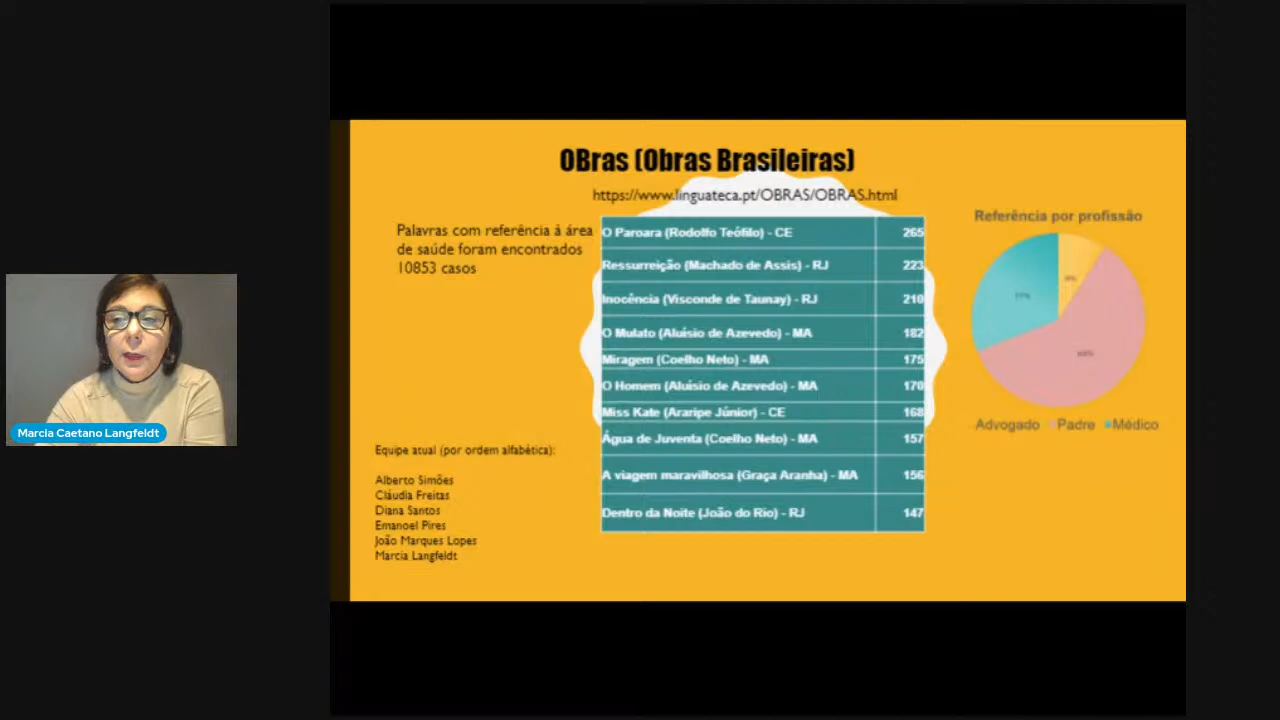 OBras (Obras Brasileiras)
https://www.linguateca.pt/OBRAS/OBRAS.html
Palavras com referência á área
de saúde foram encontrados
10853 casos
O Paroara (Rodolfo Teófilo) - CE 265
Ressurreição (Machado de Assis) - RJ 223
Inocência (Visconde de Taunay) - RJ 210
O Mulato (Aluísio de Azevedo) - MA 182
Miragem (Coelho Neto) - MA 175
O Homem (Aluísio de Azevedo) - MA 170
Miss Kate (Araripe Júnior) - CE 168
Água de Juventa (Coelho Neto) - MA 157
A viagem maravilhosa (Graça Aranha) - MA 156
Dentro da Noite (João do Rio) - RJ 147
Referência por profissão
Advogado Padre Médico
Equipe atual (por ordem alfabética):
Alberto Simões
Cláudia Freitas
Diana Santos
Emanoel Pires
João Marques Lopes
Marcia Langfeldt
Marcia Caetano Langfeldt